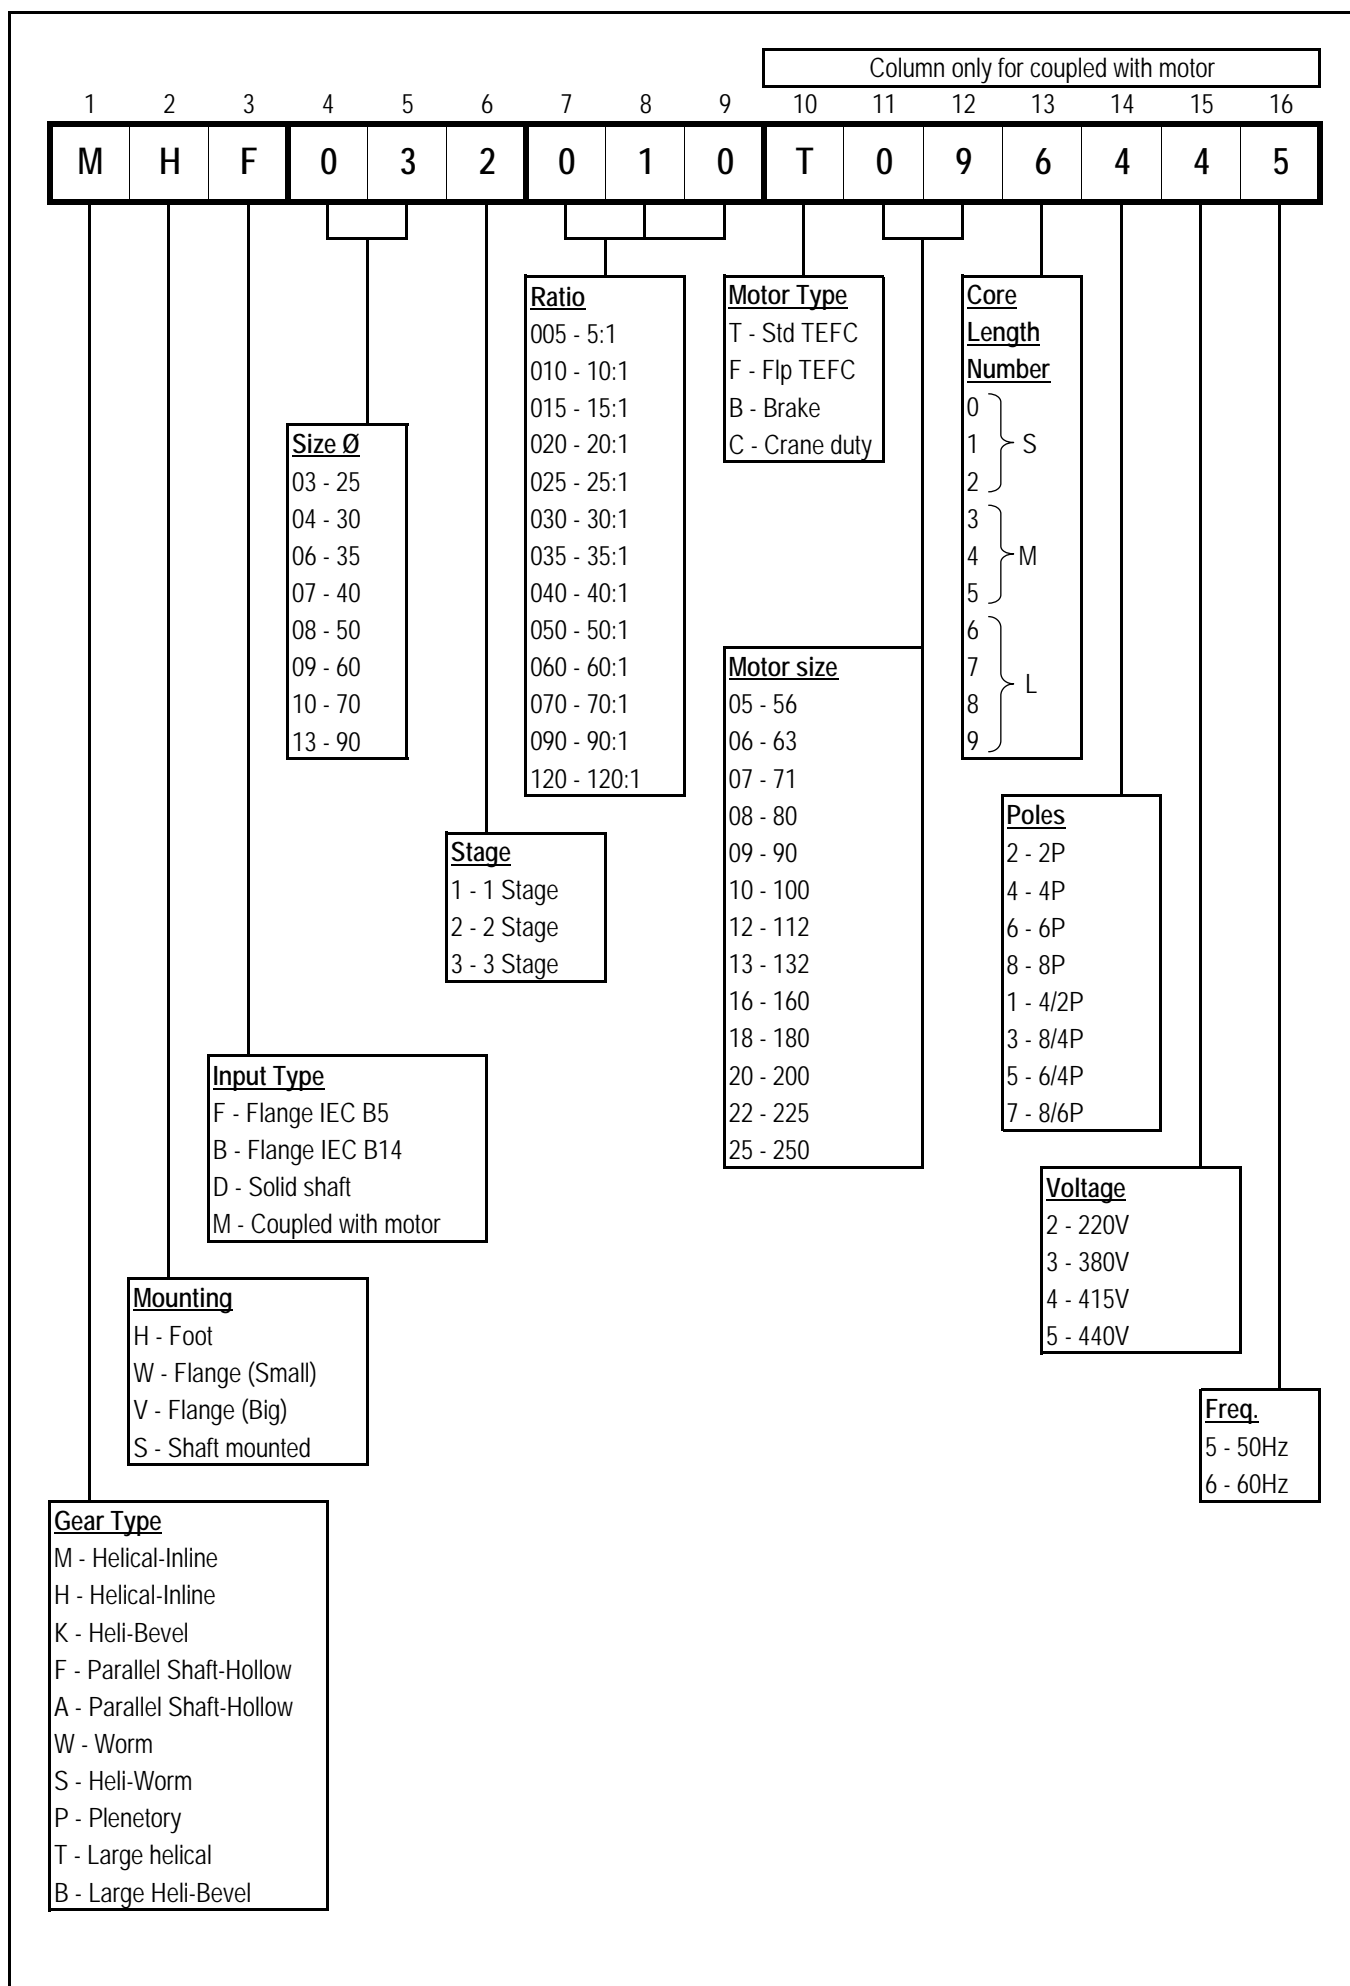 Column only for coupled with motor
1 2 3 4 5 6 7 8 9 10 11 12 13 14 15 16
M H F 0 3 2 0 1 0 T 0 9 6 4 4 5
Ratio
005 - 5:1
010 - 10:1
015 - 15:1
020 - 20:1
025 - 25:1
030 - 30:1
035 - 35:1
040 - 40:1
050 - 50:1
060 - 60:1
070 - 70:1
090 - 90:1
120 - 120:1
Motor Type
T - Std TEFC
F - Flp TEFC
B - Brake
C - Crane duty
Core
Length
Number
0
1 S
2
3
4 M
5
6
7
L
8
9
Size Ø
03 - 25
04 - 30
06 - 35
07 - 40
08 - 50
09 - 60
10 - 70
13 - 90
Motor size
05 - 56
06 - 63
07 - 71
08 - 80
09 - 90
10 - 100
12 - 112
13 - 132
16 - 160
18 - 180
20 - 200
22 - 225
25 - 250
Poles
2 - 2P
4 - 4P
6 - 6P
8 - 8P
1 - 4/2P
3 - 8/4P
5 - 6/4P
7 - 8/6P
Stage
1 - 1 Stage
2 - 2 Stage
3 - 3 Stage
Input Type
F - Flange IEC B5
B - Flange IEC B14
D - Solid shaft
M - Coupled with motor
Voltage
2 - 220V
3 - 380V
4 - 415V
5 - 440V
Mounting
H - Foot
W - Flange (Small)
V - Flange (Big)
S - Shaft mounted
Freq.
5 - 50Hz
6 - 60Hz
Gear Type
M - Helical-Inline
H - Helical-Inline
K - Heli-Bevel
F - Parallel Shaft-Hollow
A - Parallel Shaft-Hollow
W - Worm
S - Heli-Worm
P - Plenetory
T - Large helical
B - Large Heli-Bevel